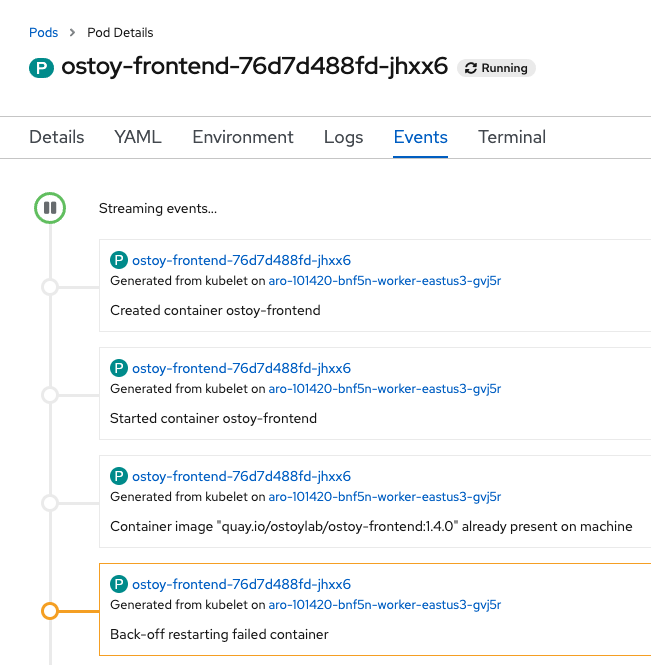 Pods > Pod Details
P ostoy-frontend-76d7d488fd-jhxx6 Running
Details YAML Environment Logs Events Terminal
Streaming events...
P ostoy-frontend-76d7d488fd-jhxx6
Generated from kubelet on aro-101420-bnf5n-worker-eastus3-gvj5r
Created container ostoy-frontend
P ostoy-frontend-76d7d488fd-jhxx6
Generated from kubelet on aro-101420-bnf5n-worker-eastus3-gvj5r
Started container ostoy-frontend
P ostoy-frontend-76d7d488fd-jhxx6
Generated from kubelet on aro-101420-bnf5n-worker-eastus3-gvj5r
Container image "quay.io/ostoylab/ostoy-frontend:1.4.0" already present on machine
P ostoy-frontend-76d7d488fd-jhxx6
Generated from kubelet on aro-101420-bnf5n-worker-eastus3-gvj5r
Back-off restarting failed container